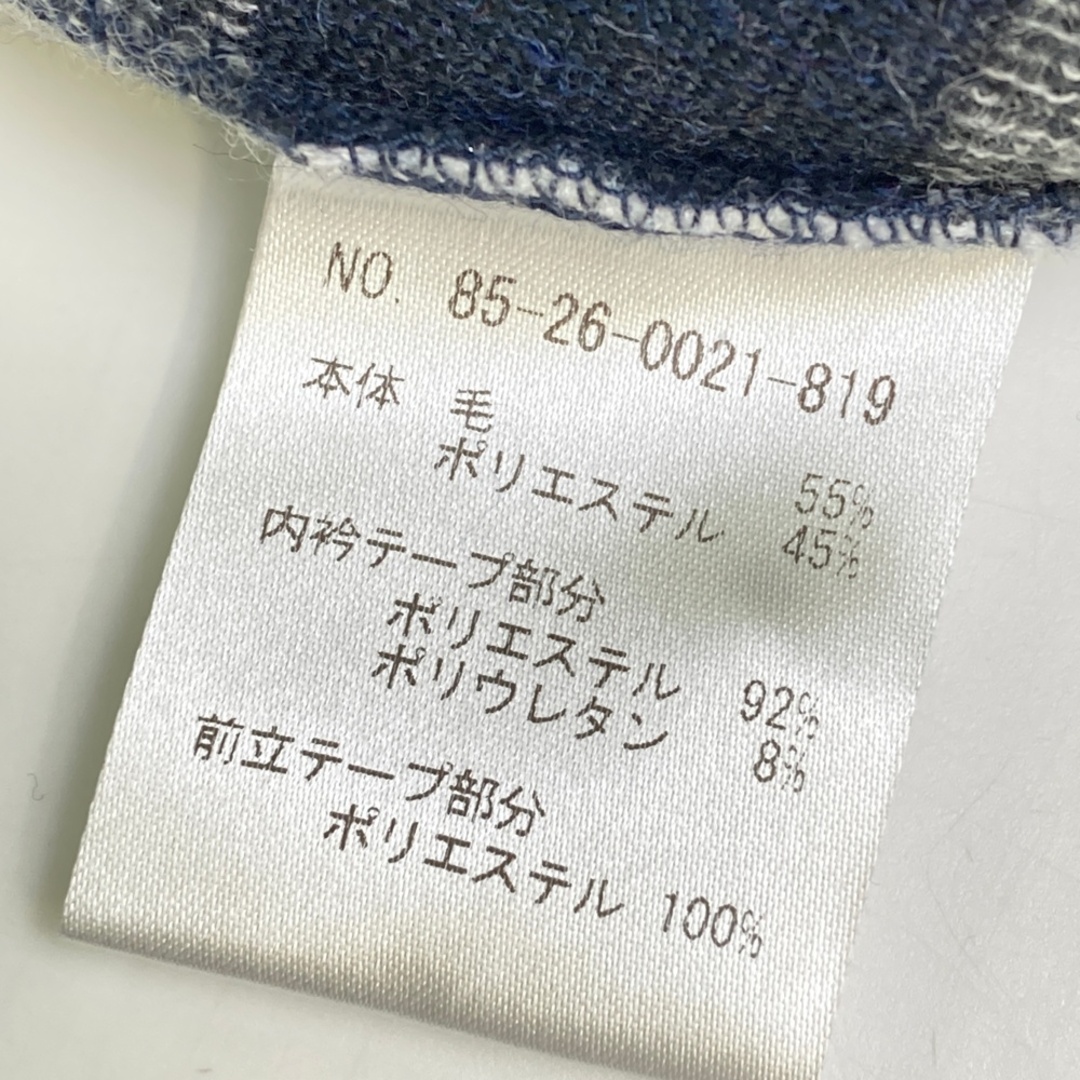 NO. 85-26-0021-819
本体 毛 55%
ポリエステル 45%
内衿テープ部分
ポリエステル 92%
ポリウレタン 8%
前立テープ部分
ポリエステル 100%